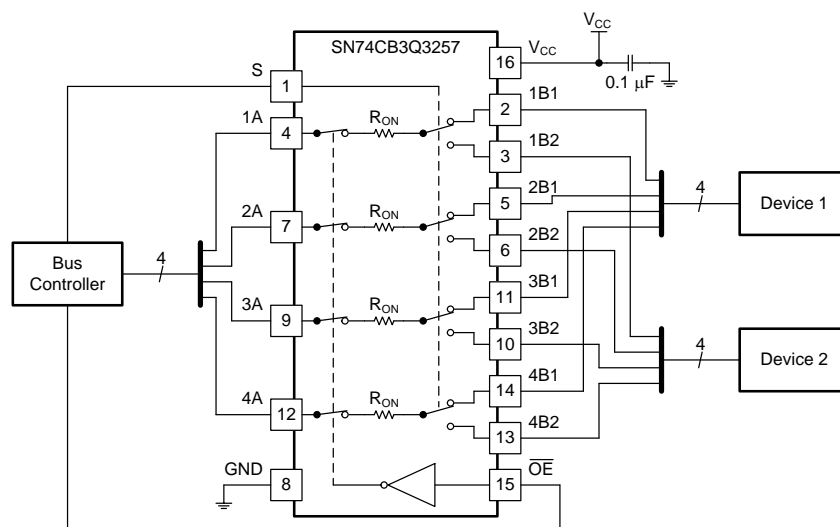 SN74CB3Q3257
VCC
S
1
16
VCC
0.1 μF
1A
4
RON
2
1B1
3
1B2
4
Device 1
2A
7
RON
5
2B1
6
2B2
Bus
Controller
4
3A
9
RON
11
3B1
10
3B2
4
Device 2
4A
12
RON
14
4B1
13
4B2
GND
8
15
OE